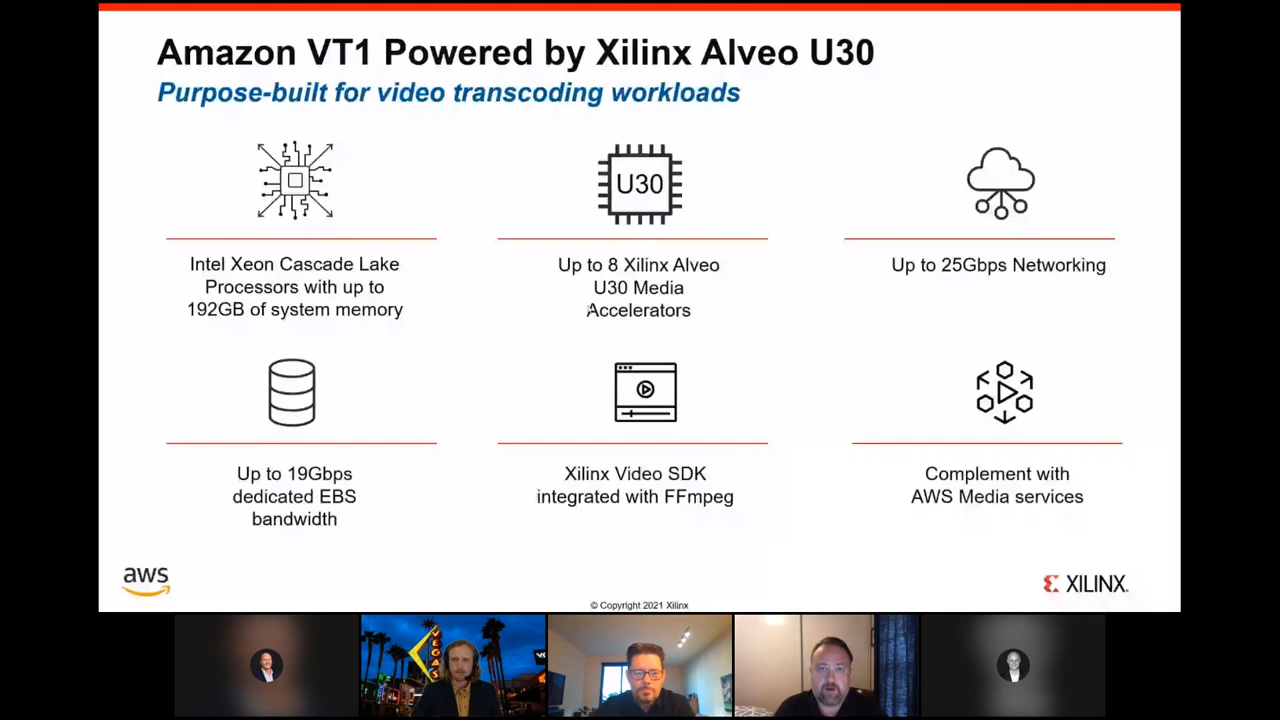 Amazon VT1 Powered by Xilinx Alveo U30
Purpose-built for video transcoding workloads
U30
Intel Xeon Cascade Lake
Processors with up to
192GB of system memory
Up to 8 Xilinx Alveo
U30 Media
Accelerators
Up to 25Gbps Networking
Up to 19Gbps
dedicated EBS
bandwidth
Xilinx Video SDK
integrated with FFmpeg
Complement with
AWS Media services
aws
XILINX.
© Copyright 2021 Xilinx
VEGAS